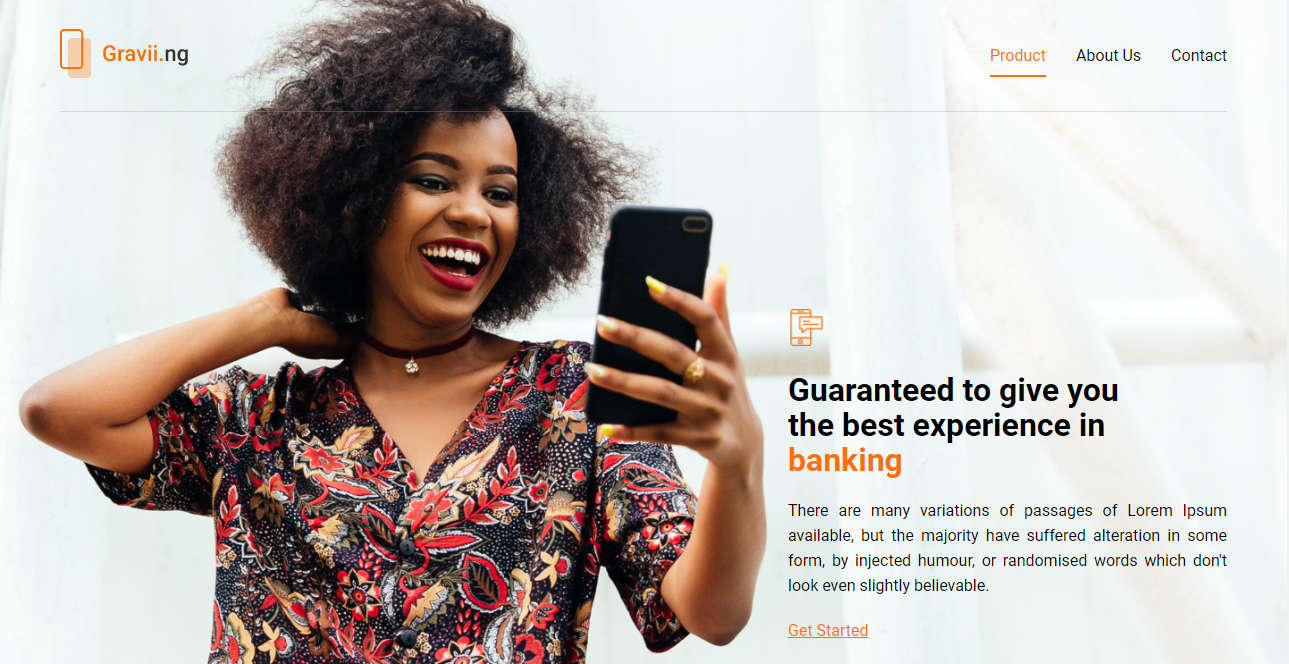 Gravii.ng
Product
About Us
Contact
Guaranteed to give you
the best experience in
banking
There are many variations of passages of Lorem Ipsum
available, but the majority have suffered alteration in some
form, by injected humour, or randomised words which don't
look even slightly believable.
Get Started